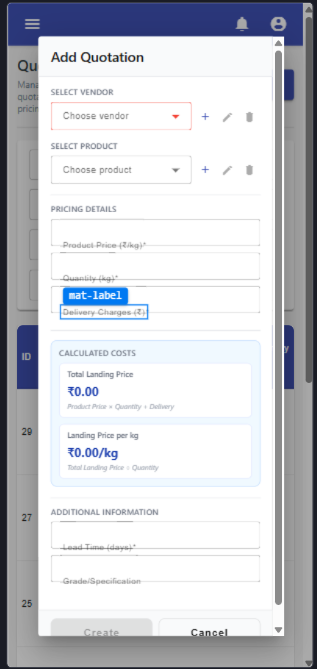 Add Quotation
Qu
Mana
quota
pricin
SELECT VENDOR
Choose vendor
SELECT PRODUCT
Choose product
PRICING DETAILS
Product Price (₹/kg)*
Quantity (kg)*
mat-label
Delivery Charges (₹)*
CALCULATED COSTS
Total Landing Price
₹0.00
Product Price × Quantity + Delivery
Landing Price per kg
₹0.00/kg
Total Landing Price ÷ Quantity
ID
y
29
27
25
ADDITIONAL INFORMATION
Lead Time (days)*
Grade/Specification
Create
Cancel